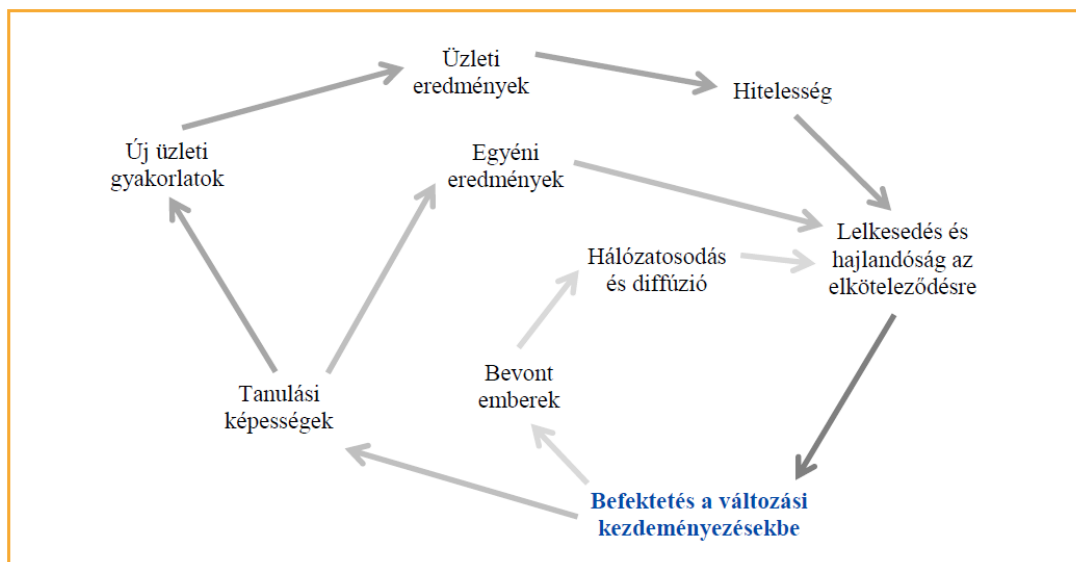 Üzleti
eredmények
Hitelesség
Új üzleti
gyakorlatok
Egyéni
eredmények
Lelkesedés és
hajlandóság az
elköteleződésre
Hálózatosodás
és diffúzió
Bevont
emberek
Tanulási
képességek
Befektetés a változási
kezdeményezésekbe